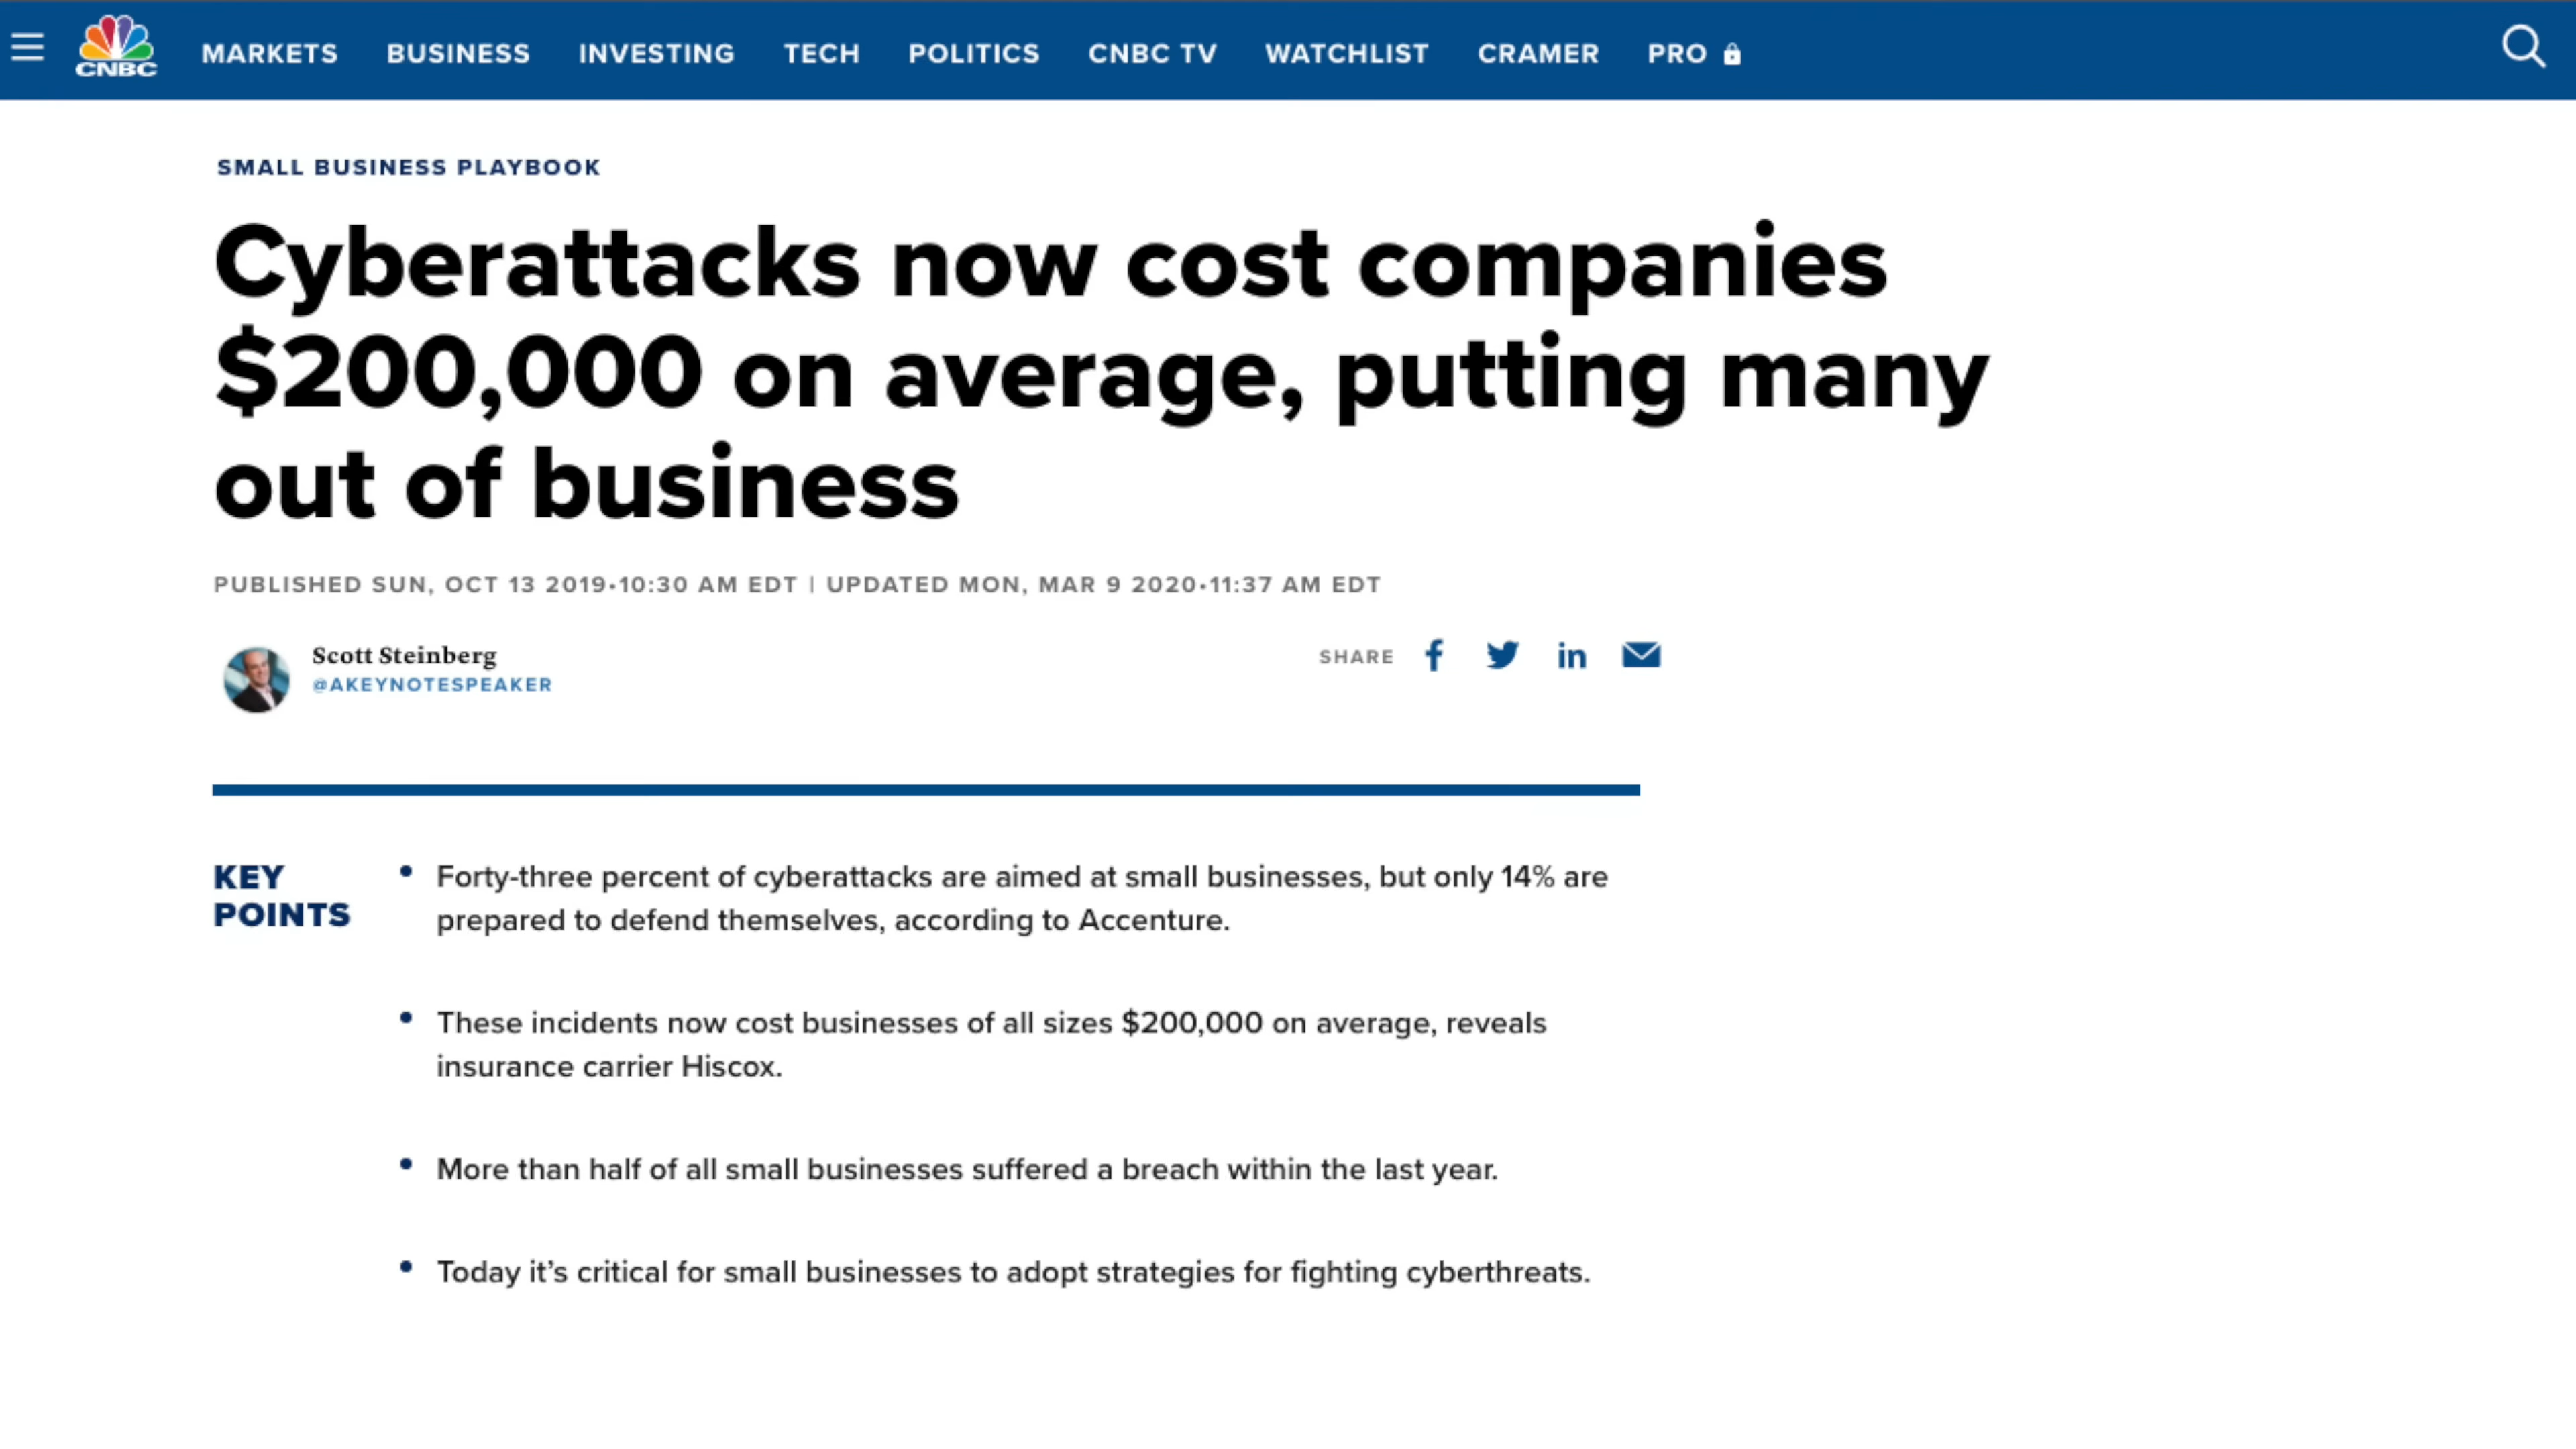 CNBC MARKETS BUSINESS INVESTING TECH POLITICS CNBC TV WATCHLIST CRAMER PRO
SMALL BUSINESS PLAYBOOK
Cyberattacks now cost companies
$200,000 on average, putting many
out of business
PUBLISHED SUN, OCT 13 2019•10:30 AM EDT | UPDATED MON, MAR 9 2020•11:37 AM EDT
Scott Steinberg
@AKEYNOTESPEAKER
SHARE f in
KEY
POINTS
• Forty-three percent of cyberattacks are aimed at small businesses, but only 14% are
prepared to defend themselves, according to Accenture.
• These incidents now cost businesses of all sizes $200,000 on average, reveals
insurance carrier Hiscox.
• More than half of all small businesses suffered a breach within the last year.
• Today it’s critical for small businesses to adopt strategies for fighting cyberthreats.